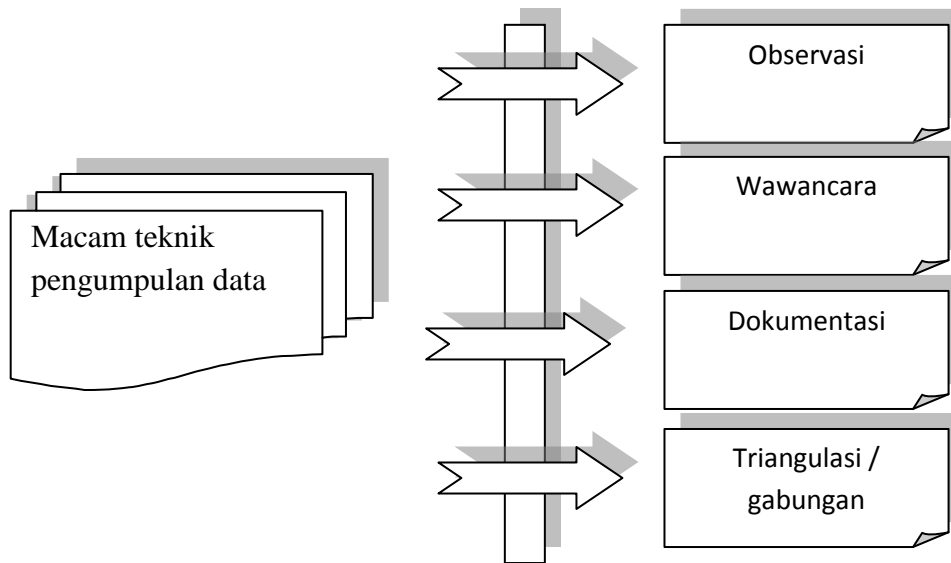 Macam teknik
pengumpulan data
Observasi
Wawancara
Dokumentasi
Triangulasi /
gabungan